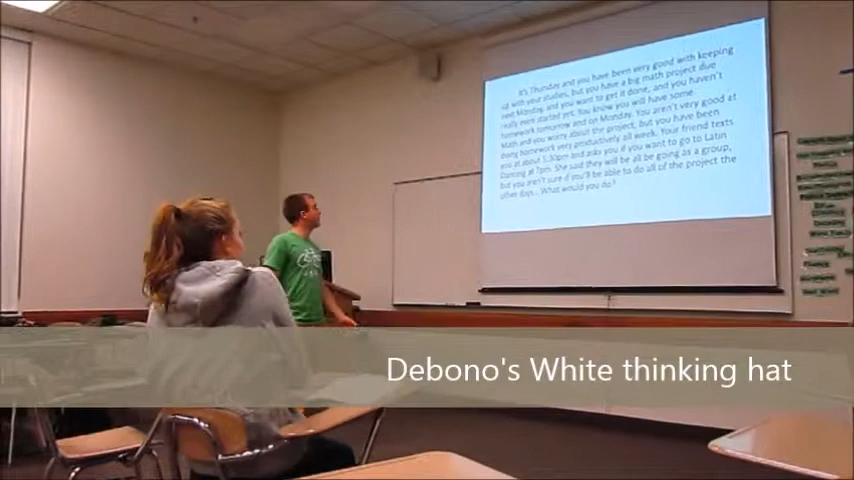 It's Thursday and you have been very good with keeping
up with your studies, but you have a big math project due
next Monday, and you want to get it done, and you haven't
really even started yet. You know you will have some
homework tomorrow and on Monday. You aren't very good at
Math and you worry about the project, but you have been
doing homework very productively all week. Your friend texts
you at about 5:30pm and asks you if you want to go to Latin
Dancing at 7pm. She said they will be all be going as a group,
but you aren't sure if you'll be able to do all of the project the
other days... What would you do?
Debono's White thinking hat